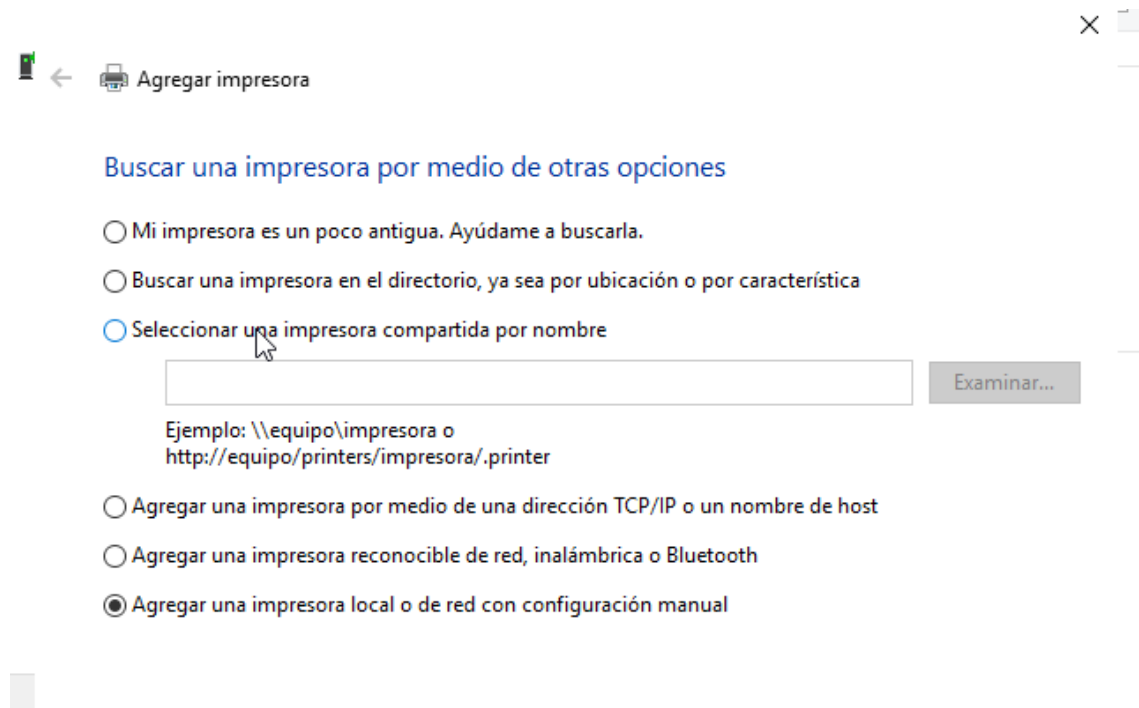 Agregar impresora
Buscar una impresora por medio de otras opciones
Mi impresora es un poco antigua. Ayúdame a buscarla.
Buscar una impresora en el directorio, ya sea por ubicación o por característica
Seleccionar una impresora compartida por nombre
Examinar...
Ejemplo: \\equipo\impresora o
http://equipo/printers/impresora/.printer
Agregar una impresora por medio de una dirección TCP/IP o un nombre de host
Agregar una impresora reconocible de red, inalámbrica o Bluetooth
Agregar una impresora local o de red con configuración manual